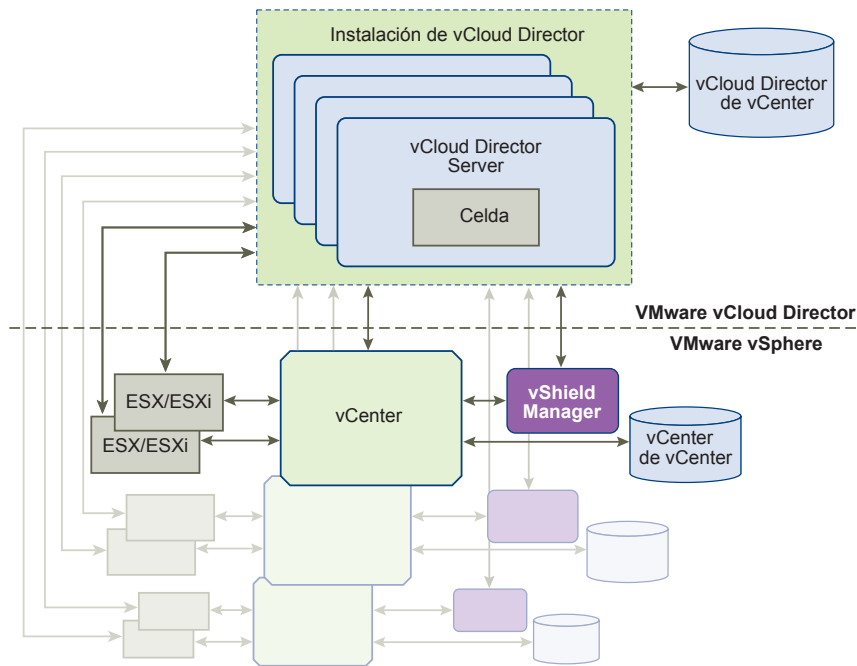 Instalación de vCloud Director
vCloud Director
de vCenter
vCloud Director
Server
Celda
VMware vCloud Director
VMware vSphere
ESX/ESXi
ESX/ESXi
vCenter
vShield
Manager
vCenter
de vCenter